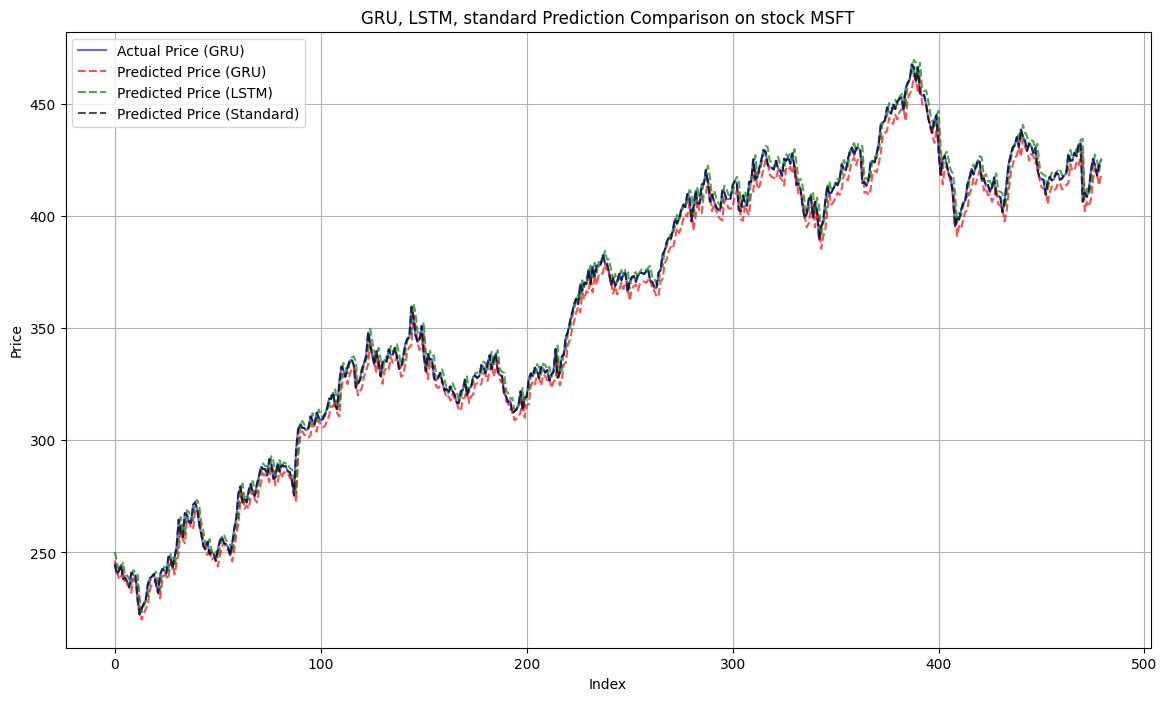 GRU, LSTM, standard Prediction Comparison on stock MSFT
Actual Price (GRU)
Predicted Price (GRU)
Predicted Price (LSTM)
Predicted Price (Standard)
450
400
350
300
250
Price
0 100 200 300 400 500
Index